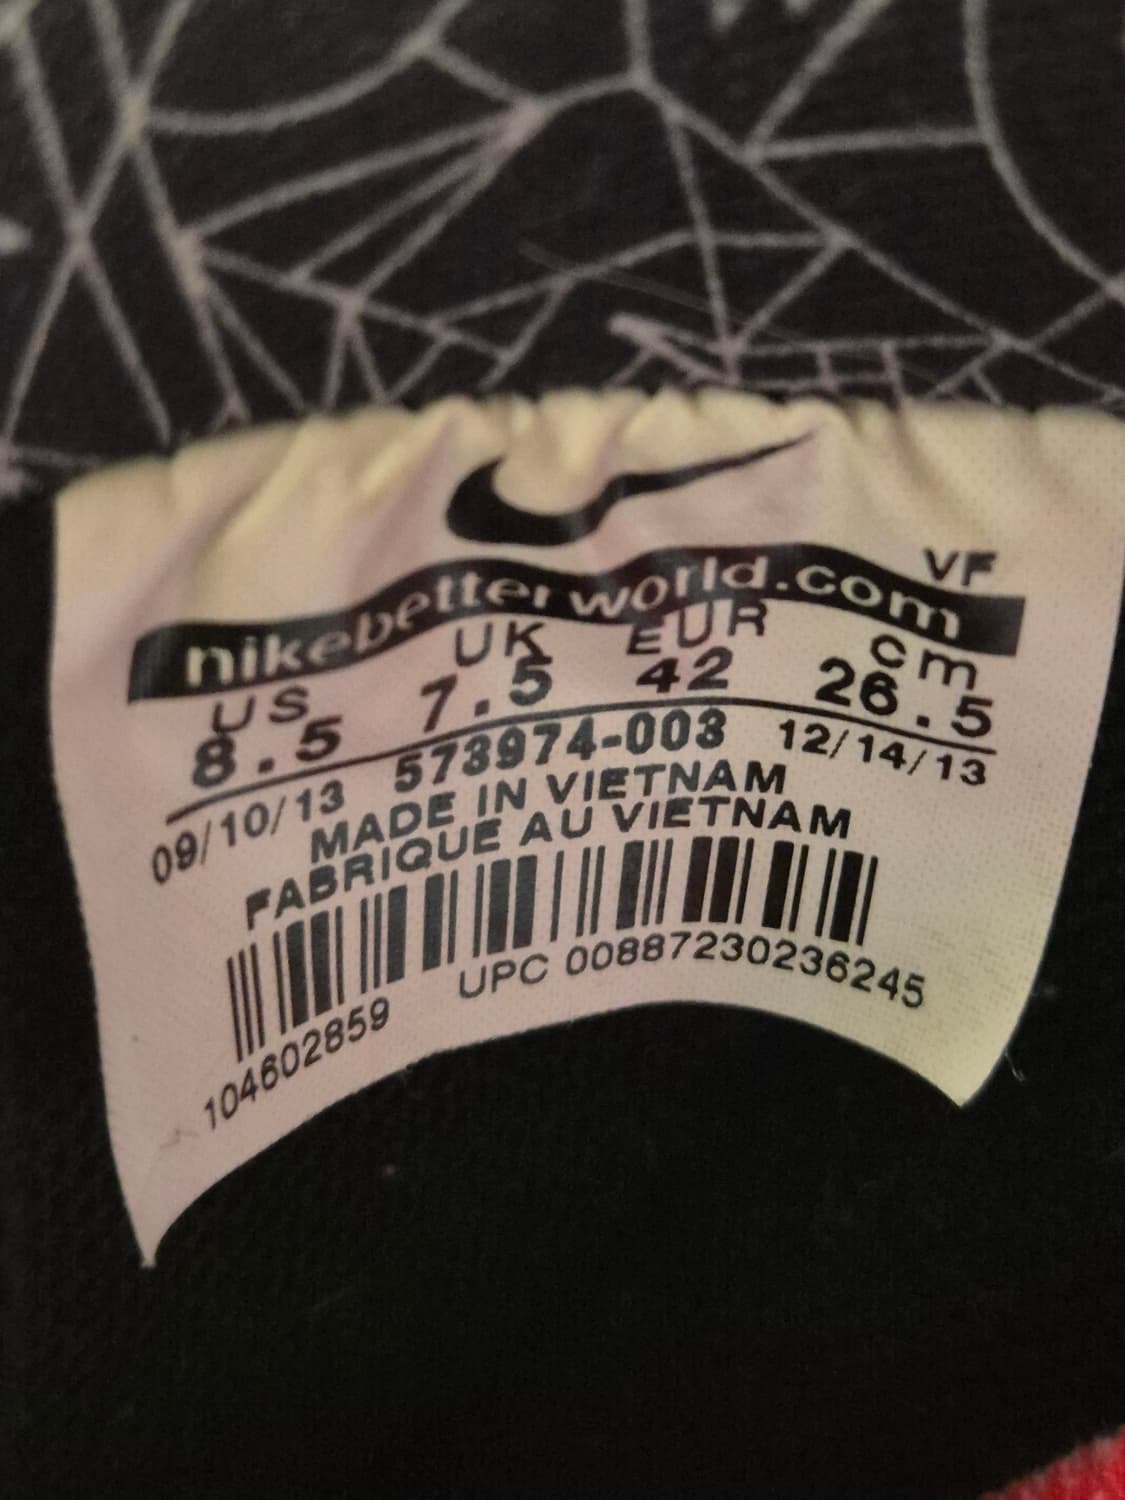 nikebetterworld.com
VF
US UK EUR cm
8.5 7.5 42 26.5
09/10/13 573974-003 12/14/13
MADE IN VIETNAM
FABRIQUE AU VIETNAM
104602859 UPC 00887230236245